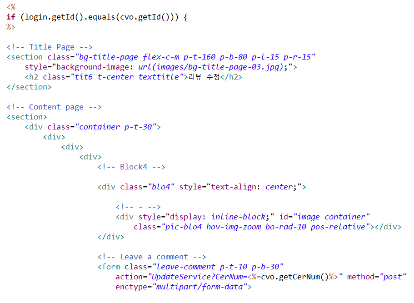 <%
if (login.getId().equals(cvo.getId())) {
%>
<!-- Title Page -->
<section class="bg-title-page flex-c-m p-t-160 p-b-80 p-l-15 p-r-15"
style="background-image: url(images/bg-title-page-03.jpg);">
<h2 class="tit6 t-center texttitle">리뷰 수정</h2>
</section>
<!-- Content page -->
<section>
<div class="container p-t-30">
<div>
<div>
<div>
<!-- Block4 -->
<div class="blo4" style="text-align: center;">
<!-- - -->
<div style="display: inline-block;" id="image container"
class="pic-blo4 hov-img-zoom bo-rad-10 pos-relative"></div>
</div>
<!-- Leave a comment -->
<form class="leave-comment p-t-10 p-b-30"
action="UpdateService?CerNum=<%=cvo.getCerNum()%>" method="post"
enctype="multipart/form-data">